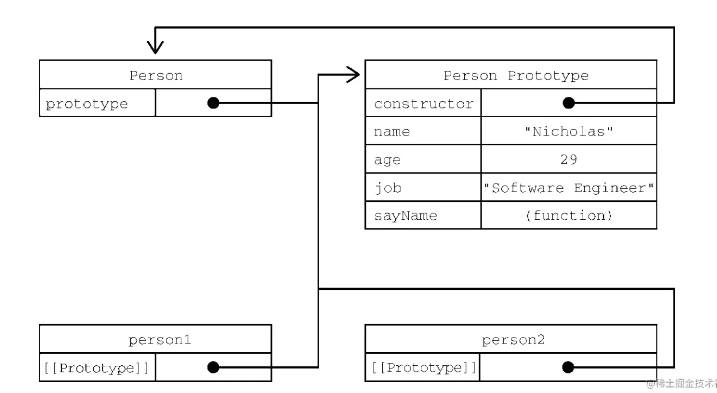 Person
prototype
Person Prototype
constructor
name "Nicholas"
age 29
job "Software Engineer"
sayName (function)
person1
[[Prototype]]
person2
[[Prototype]]
@稀土掘金技术社